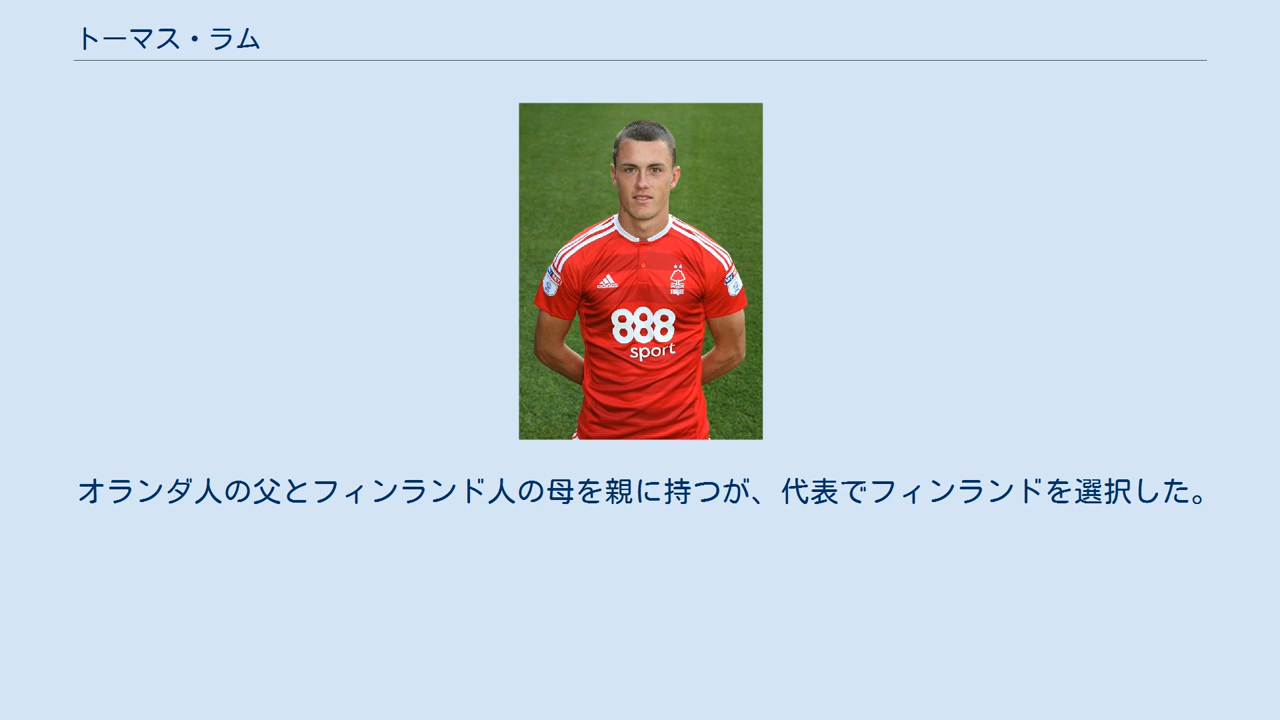 トーマス・ラム
adidas
888
sport
オランダ人の父とフィンランド人の母を親に持つが、代表でフィンランドを選択した。